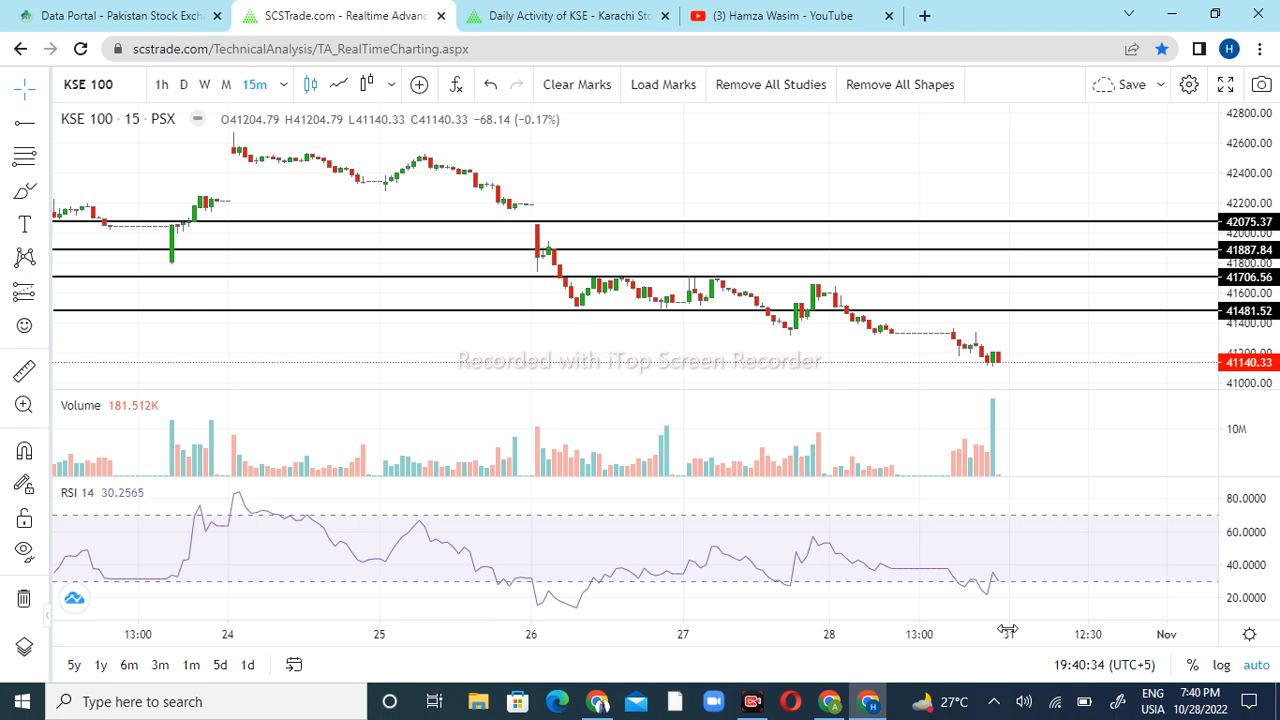 Data Portal - Pakistan Stock Exch
SCSTrade.com - Realtime Advanc
Daily Activity of KSE - Karachi Sto
(3) Hamza Wasim - YouTube
scstrade.com/TechnicalAnalysis/TA_RealTimeCharting.aspx
H
KSE 100
1h D W M 15m
Clear Marks
Load Marks
Remove All Studies
Remove All Shapes
Save
KSE 100 · 15 · PSX
O41204.79 H41204.79 L41140.33 C41140.33 −68.14 (−0.17%)
42800.00
42600.00
42400.00
42200.00
42075.37
42000.00
41887.84
41800.00
41706.56
41600.00
41481.52
41400.00
41200.00
41140.33
41000.00
Recorded with iTop Screen Recorder
Volume 181.512K
10M
RSI 14 30.2565
80.0000
60.0000
40.0000
20.0000
13:00 24 25 26 27 28 13:00 31 12:30 Nov
5y 1y 6m 3m 1m 5d 1d
19:40:34 (UTC+5)
% log auto
Type here to search
27°C
ENG
USIA
7:40 PM
10/28/2022